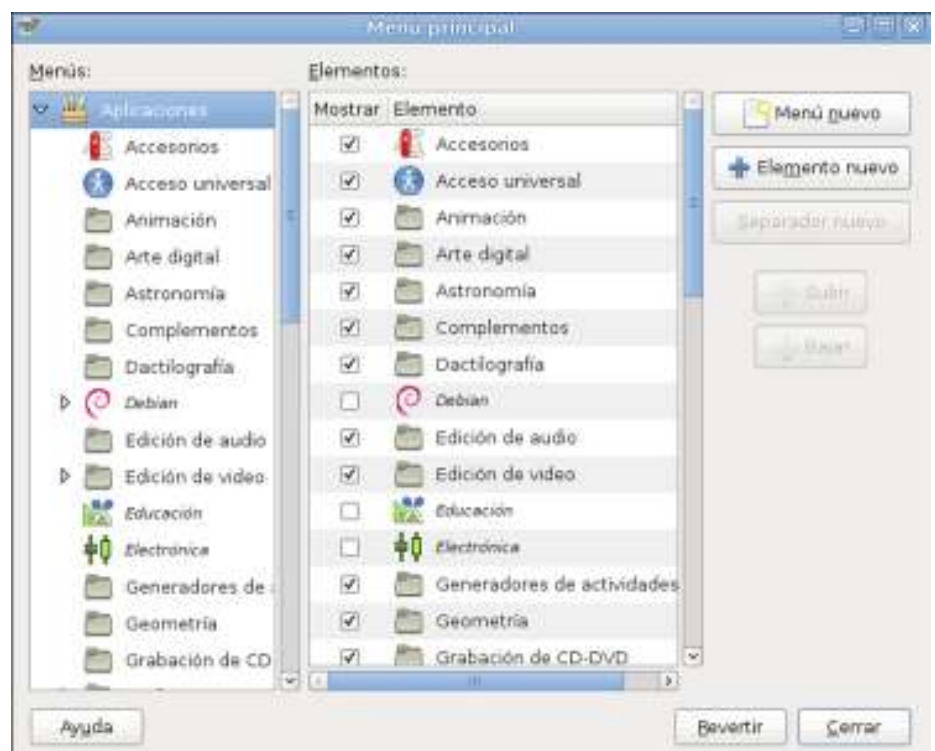 Menú principal
Menús:
Aplicaciones
Accesorios
Acceso universal
Animación
Arte digital
Astronomía
Complementos
Dactilografía
Debian
Edición de audio
Edición de video
Educación
Electrónica
Generadores de
Geometría
Grabación de CD
Elementos:
Mostrar Elemento
Accesorios
Acceso universal
Animación
Arte digital
Astronomía
Complementos
Dactilografía
Debian
Edición de audio
Edición de video
Educación
Electrónica
Generadores de actividades
Geometría
Grabación de CD-DVD
Menú nuevo
Elemento nuevo
Separador nuevo
Subir
Bajar
Ayuda
Revertir
Cerrar